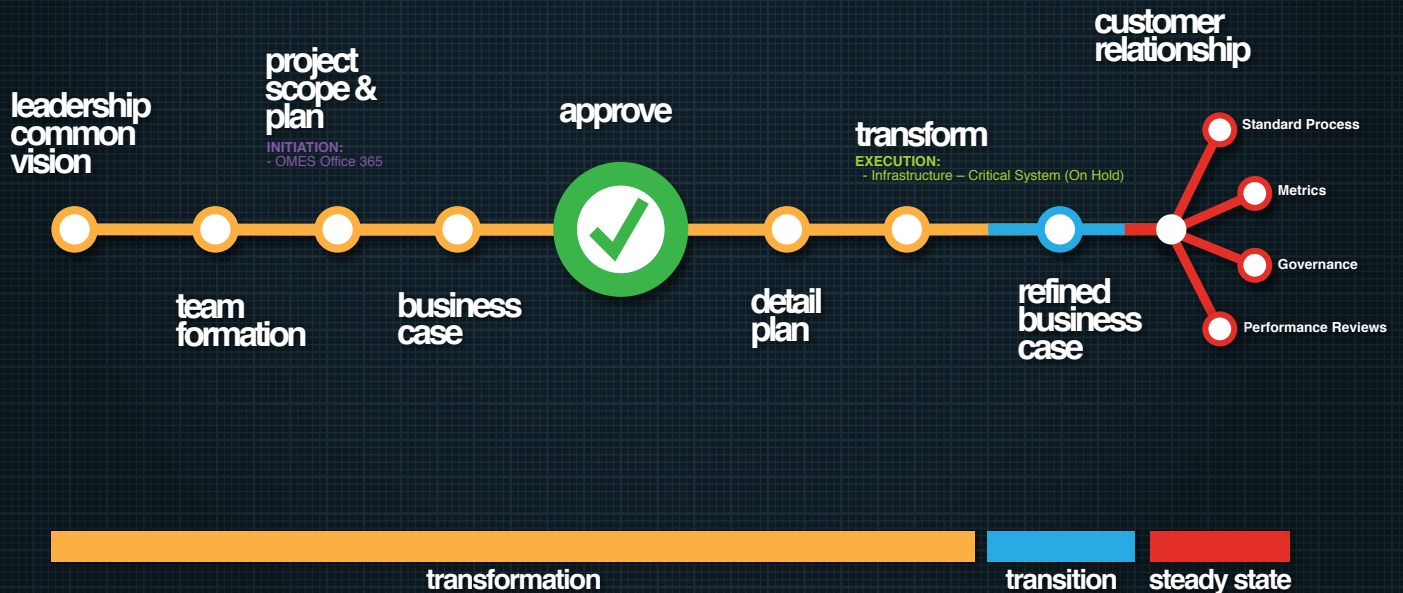 leadership
common
vision
team
formation
project
scope &
plan
INITIATION:
- OMES Office 365
business
case
approve
detail
plan
transform
EXECUTION:
- Infrastructure – Critical System (On Hold)
refined
business
case
customer
relationship
Standard Process
Metrics
Governance
Performance Reviews
transformation
transition
steady state